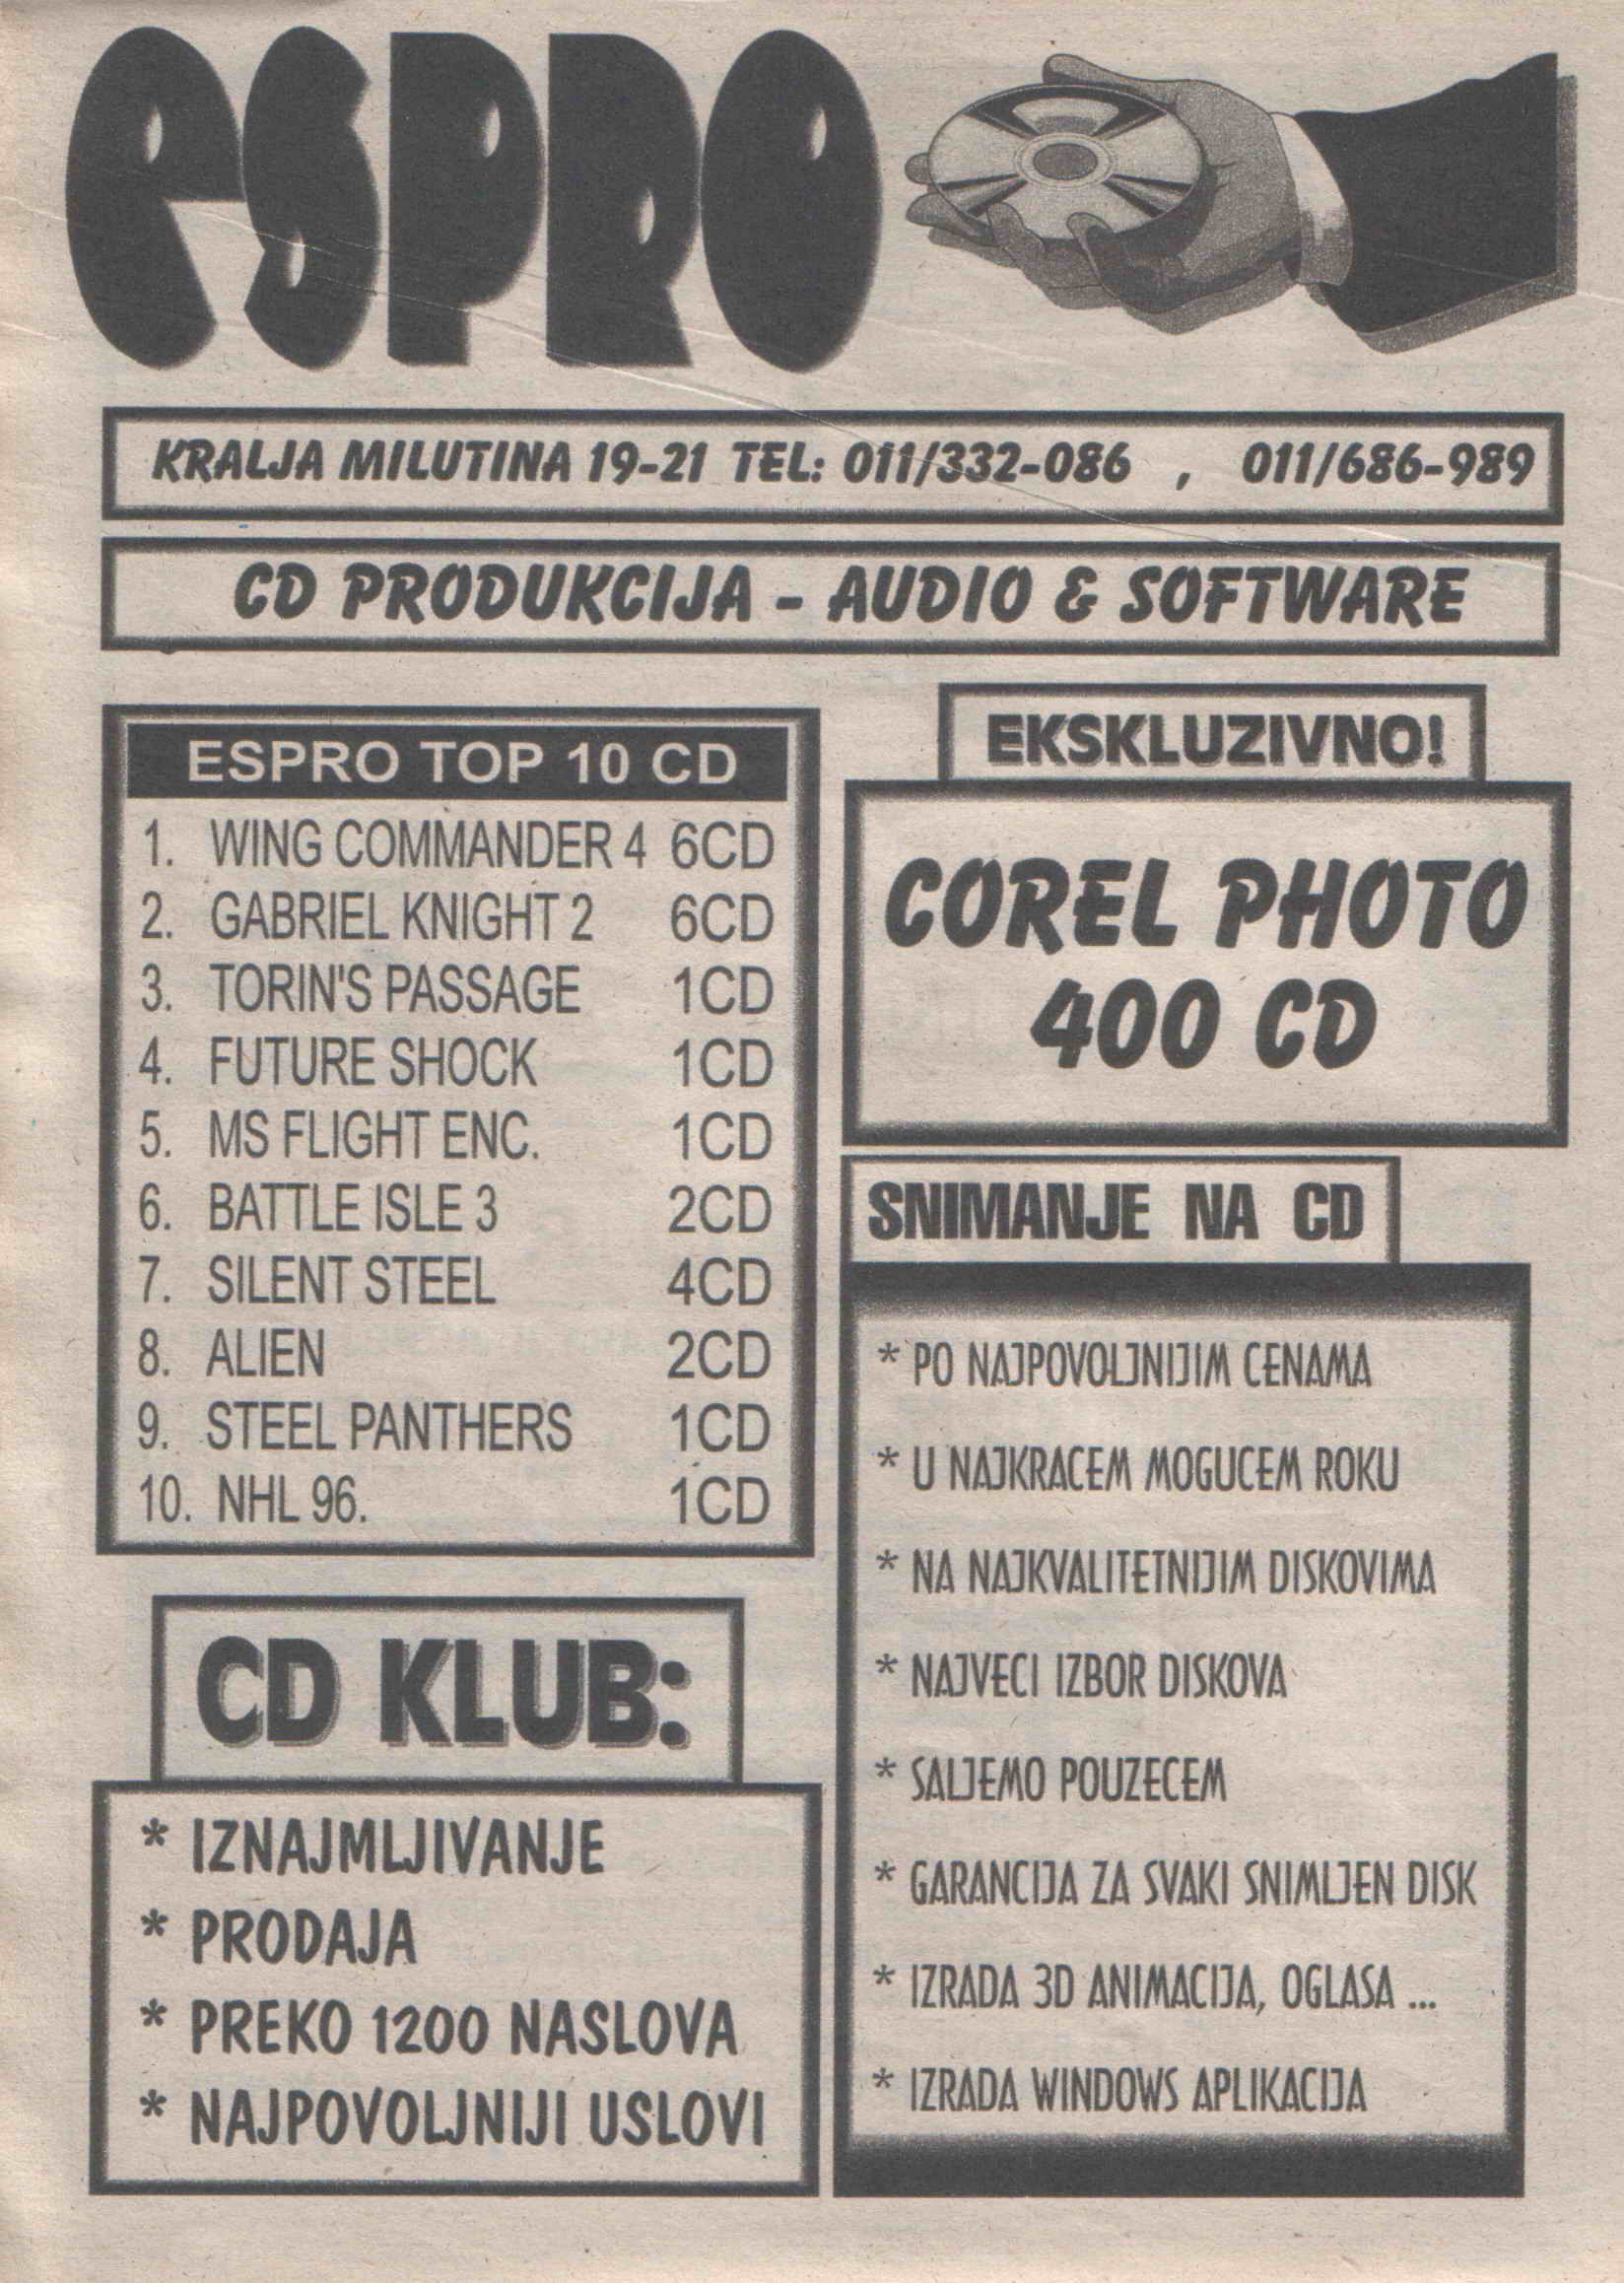 eSPRO
KRALJA MILUTINA 19-21 TEL: 011/332-086 , 011/686-989
CD PRODUKCIJA - AUDIO & SOFTWARE
ESPRO TOP 10 CD
1. WING COMMANDER 4 6CD
2. GABRIEL KNIGHT 2 6CD
3. TORIN'S PASSAGE 1CD
4. FUTURE SHOCK 1CD
5. MS FLIGHT ENC. 1CD
6. BATTLE ISLE 3 2CD
7. SILENT STEEL 4CD
8. ALIEN 2CD
9. STEEL PANTHERS 1CD
10. NHL 96. 1CD
CD KLUB:
* IZNAJMLJIVANJE
* PRODAJA
* PREKO 1200 NASLOVA
* NAJPOVOLJNIJI USLOVI
EKSKLUZIVNO!
COREL PHOTO
400 CD
SNIMANJE NA CD
* PO NAJPOVOLJNIJIM CENAMA
* U NAJKRACEM MOGUCEM ROKU
* NA NAJKVALITETNIJIM DISKOVIMA
* NAJVECI IZBOR DISKOVA
* SALJEMO POUZECEM
* GARANCIJA ZA SVAKI SNIMLJEN DISK
* IZRADA 3D ANIMACIJA, OGLASA ...
* IZRADA WINDOWS APLIKACIJA